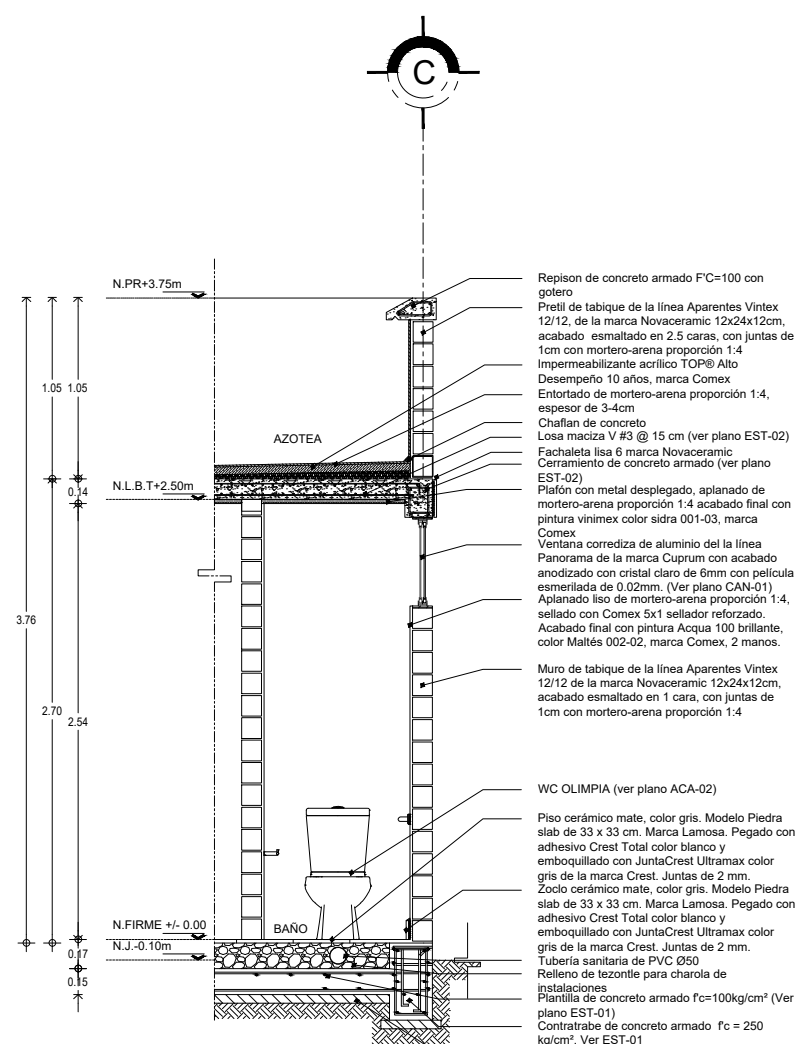 C
N.PR+3.75m
Repison de concreto armado F'C=100 con
gotero
Pretil de tabique de la línea Aparentes Vintex
12/12, de la marca Novaceramic 12x24x12cm,
acabado esmaltado en 2.5 caras, con juntas de
1cm con mortero-arena proporción 1:4
Impermeabilizante acrílico TOP® Alto
Desempeño 10 años, marca Comex
Entortado de mortero-arena proporción 1:4,
espesor de 3-4cm
Chaflan de concreto
Losa maciza V #3 @ 15 cm (ver plano EST-02)
Fachaleta lisa 6 marca Novaceramic
Cerramiento de concreto armado (ver plano
EST-02)
Plafón con metal desplegado, aplanado de
mortero-arena proporción 1:4 acabado final con
pintura vinimex color sidra 001-03, marca
Comex
Ventana corrediza de aluminio del la línea
Panorama de la marca Cuprum con acabado
anodizado con cristal claro de 6mm con película
esmerilada de 0.02mm. (Ver plano CAN-01)
Aplanado liso de mortero-arena proporción 1:4,
sellado con Comex 5x1 sellador reforzado.
Acabado final con pintura Acqua 100 brillante,
color Maltés 002-02, marca Comex, 2 manos.
Muro de tabique de la línea Aparentes Vintex
12/12 de la marca Novaceramic 12x24x12cm,
acabado esmaltado en 1 cara, con juntas de
1cm con mortero-arena proporción 1:4
WC OLIMPIA (ver plano ACA-02)
Piso cerámico mate, color gris. Modelo Piedra
slab de 33 x 33 cm. Marca Lamosa. Pegado con
adhesivo Crest Total color blanco y
emboquillado con JuntaCrest Ultramax color
gris de la marca Crest. Juntas de 2 mm.
Zoclo cerámico mate, color gris. Modelo Piedra
slab de 33 x 33 cm. Marca Lamosa. Pegado con
adhesivo Crest Total color blanco y
emboquillado con JuntaCrest Ultramax color
gris de la marca Crest. Juntas de 2 mm.
Tubería sanitaria de PVC Ø50
Relleno de tezontle para charola de
instalaciones
Plantilla de concreto armado f'c=100kg/cm² (Ver
plano EST-01)
Contratrabe de concreto armado f'c = 250
kg/cm². Ver EST-01
1.05 1.05
AZOTEA
0.14
N.L.B.T+2.50m
3.76
2.70
2.54
N.FIRME +/- 0.00
BAÑO
N.J.-0.10m
0.17
0.15